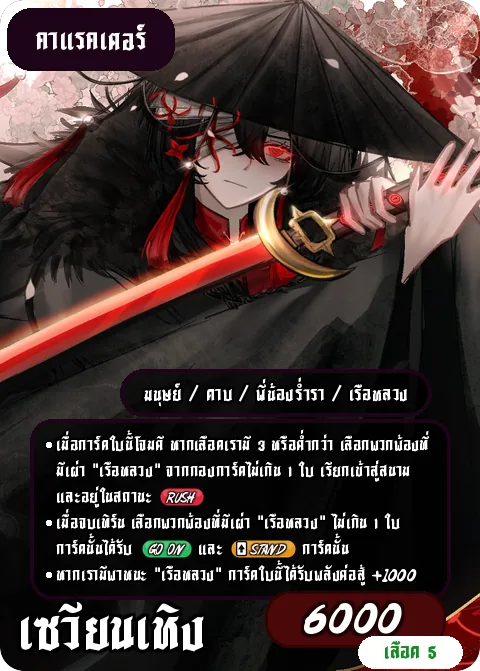 คาแรคเตอร์
มนุษย์ / ดาบ / พี่น้องร่ำรา / เรือหลวง
• เมื่อการ์ดใบนี้โจมตี หากเลือดเรามี 3 หรือต่ำกว่า เลือกพวกพ้องที่
มีเผ่า "เรือหลวง" จากกองการ์ดไม่เกิน 1 ใบ เรียกเข้าสู่สนาม
และอยู่ในสถานะ RUSH
• เมื่อจบเทิร์น เลือกพวกพ้องที่มีเผ่า "เรือหลวง" ไม่เกิน 1 ใบ
การ์ดนั้นได้รับ GO ON และ STAND การ์ดนั้น
• หากเรามีพาหนะ "เรือหลวง" การ์ดใบนี้ได้รับพลังต่อสู้ +1000
เซวียนเหิง
6000
เลือด 5